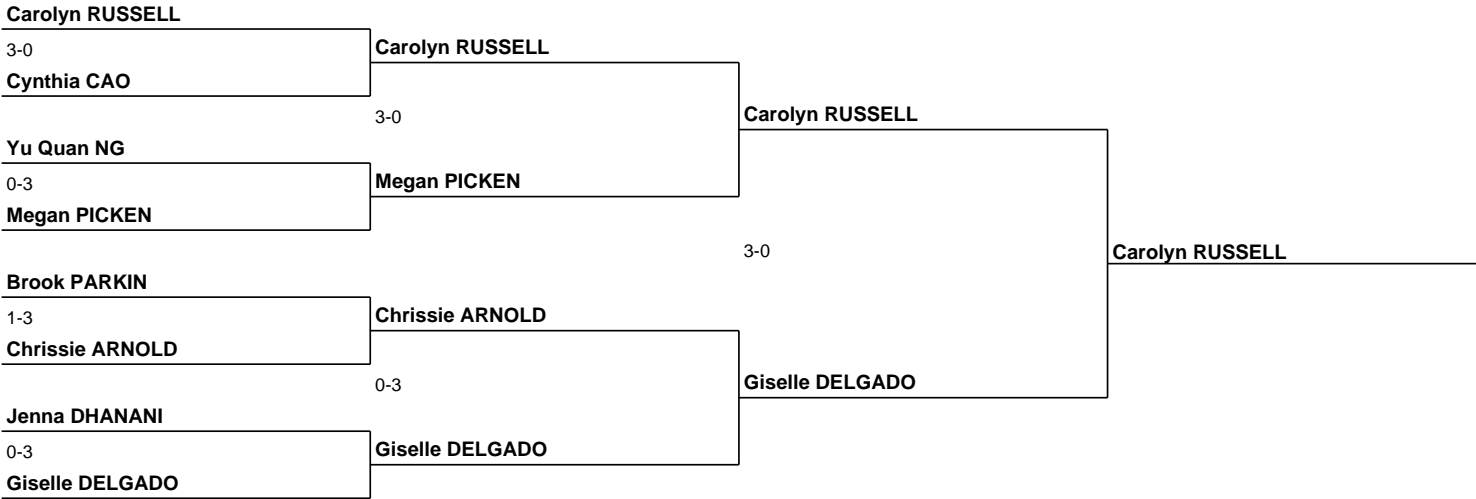 Carolyn RUSSELL
3-0
Carolyn RUSSELL
Cynthia CAO
3-0
Carolyn RUSSELL
Yu Quan NG
0-3
Megan PICKEN
Megan PICKEN
3-0
Carolyn RUSSELL
Brook PARKIN
1-3
Chrissie ARNOLD
Chrissie ARNOLD
0-3
Giselle DELGADO
Jenna DHANANI
0-3
Giselle DELGADO
Giselle DELGADO